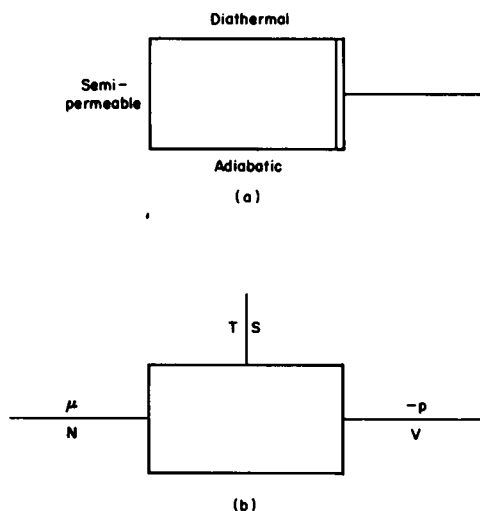 Diathermal
Semi-
permeable
Adiabatic
(a)
T S
μ
N
-p
V
(b)